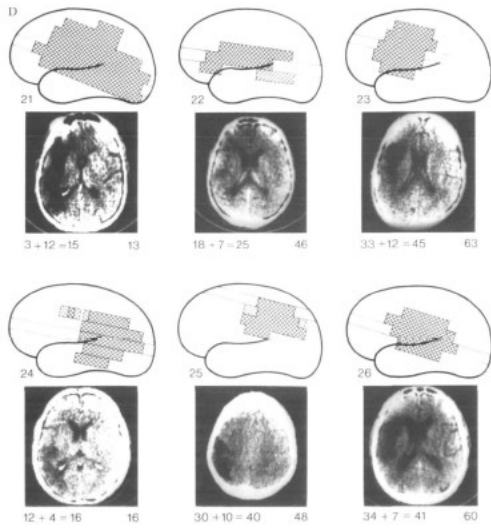 D
21
22
23
3 + 12 = 15 13
18 + 7 = 25 46
33 + 12 = 45 63
24
25
26
12 + 4 = 16 16
30 + 10 = 40 48
34 + 7 = 41 60